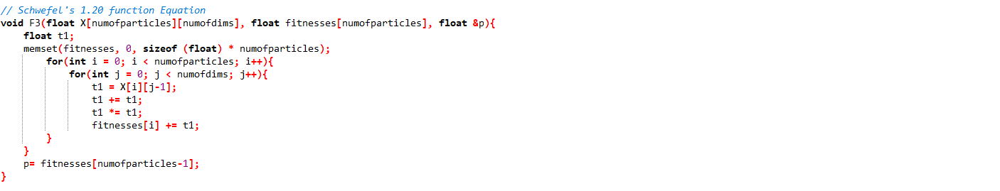 // Schwefel's 1.20 function Equation
void F3(float X[numofparticles][numofdims], float fitnesses[numofparticles], float &p){
    float t1;
    memset(fitnesses, 0, sizeof (float) * numofparticles);
        for(int i = 0; i < numofparticles; i++){
            for(int j = 0; j < numofdims; j++){
                t1 = X[i][j-1];
                t1 += t1;
                t1 *= t1;
                fitnesses[i] += t1;
        }
    }
    p= fitnesses[numofparticles-1];
}